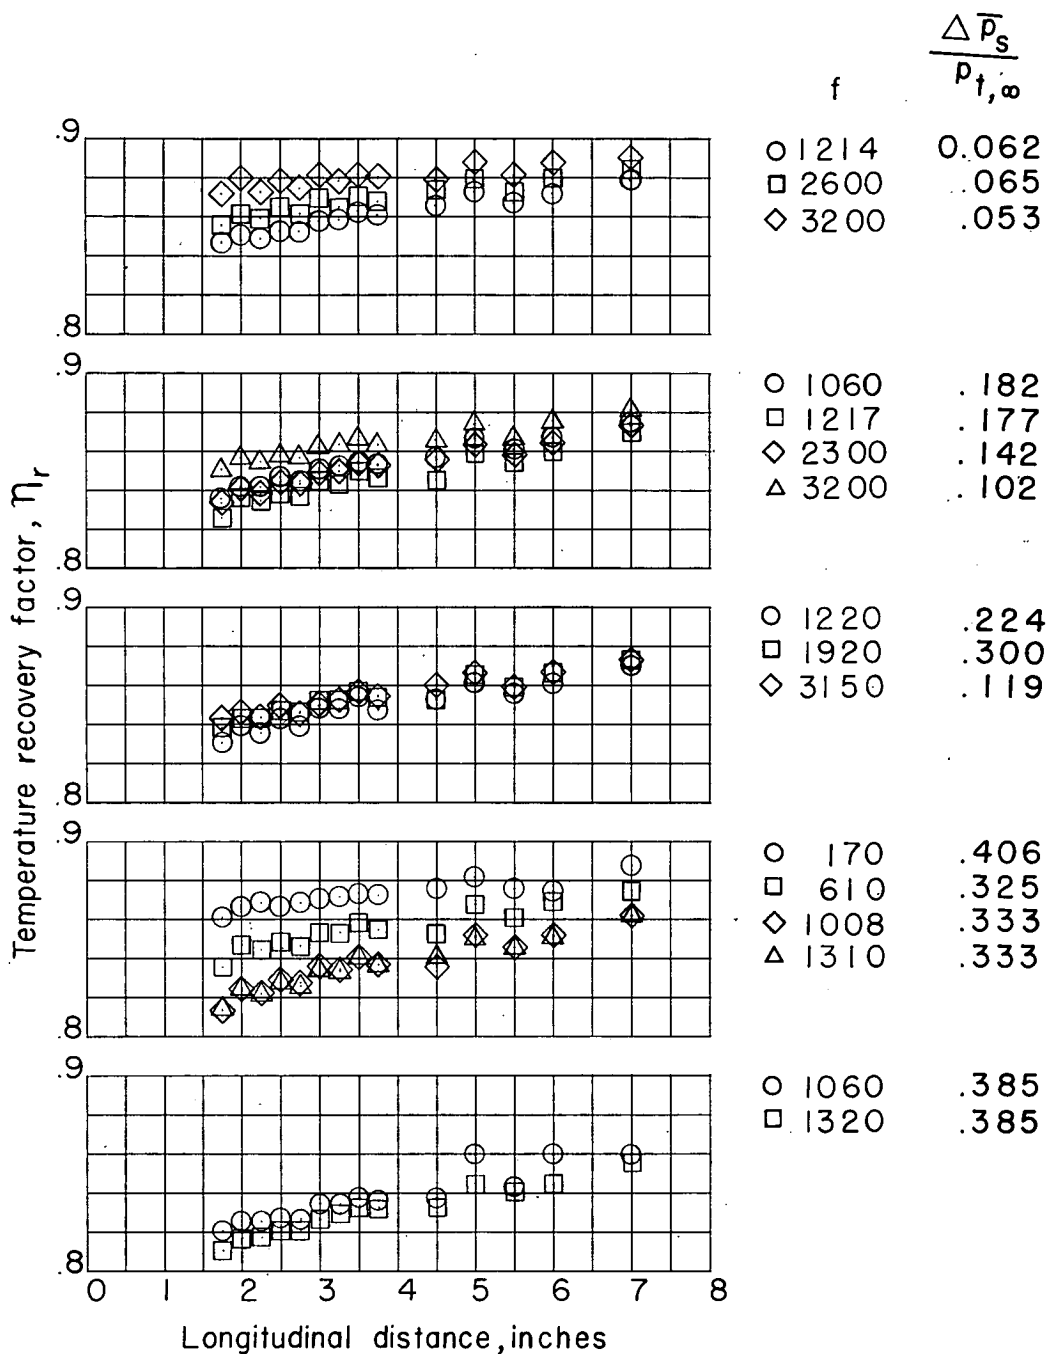 Δ p̅s
f pt,∞
.9
○ 1214 0.062
□ 2600 .065
◇ 3200 .053
.8
.9
○ 1060 .182
□ 1217 .177
◇ 2300 .142
△ 3200 .102
.8
.9
○ 1220 .224
□ 1920 .300
◇ 3150 .119
.8
.9
○ 170 .406
□ 610 .325
◇ 1008 .333
△ 1310 .333
.8
.9
○ 1060 .385
□ 1320 .385
.8
0 1 2 3 4 5 6 7 8
Longitudinal distance, inches
Temperature recovery factor, ηr